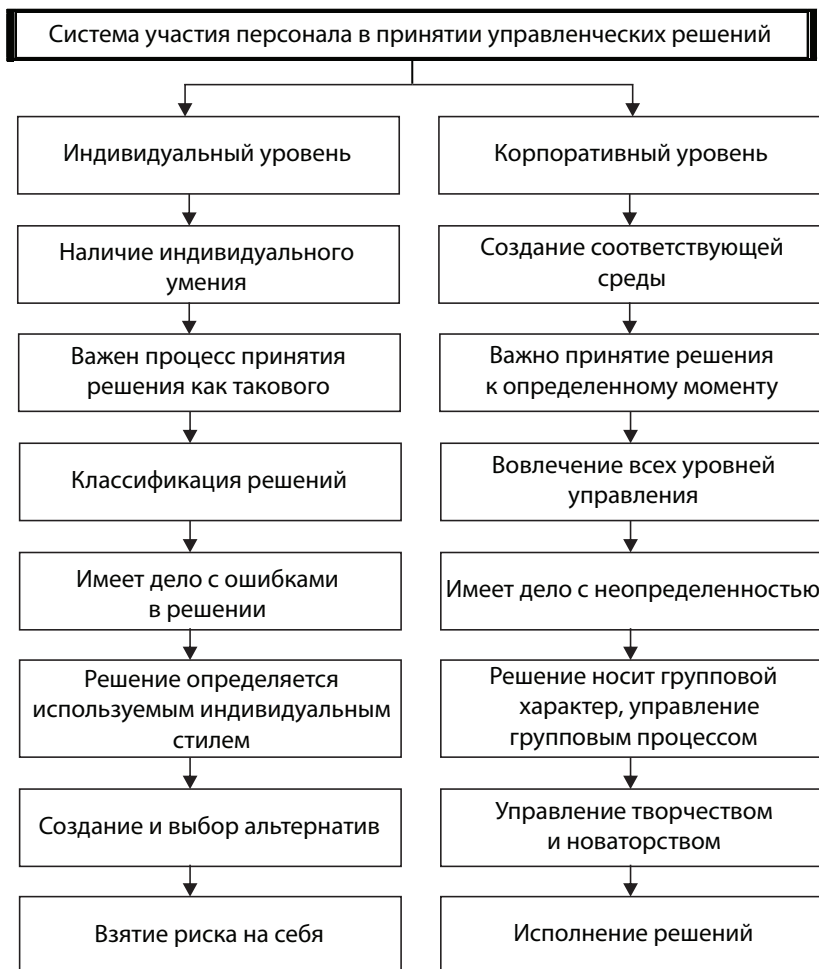 Система участия персонала в принятии управленческих решений
Индивидуальный уровень
Корпоративный уровень
Наличие индивидуального
умения
Создание соответствующей
среды
Важен процесс принятия
решения как такового
Важно принятие решения
к определенному моменту
Классификация решений
Вовлечение всех уровней
управления
Имеет дело с ошибками
в решении
Имеет дело с неопределенностью
Решение определяется
используемым индивидуальным
стилем
Решение носит групповой
характер, управление
групповым процессом
Создание и выбор альтернатив
Управление творчеством
и новаторством
Взятие риска на себя
Исполнение решений